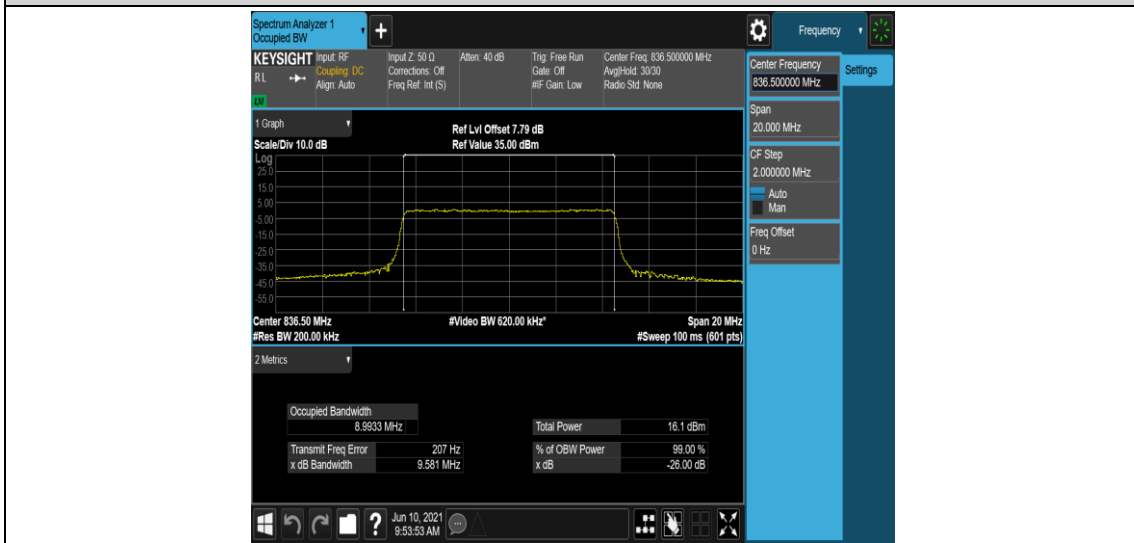 Spectrum Analyzer 1
Occupied BW
+
Frequency
KEYSIGHT
RL
LXI
Input: RF
Coupling: DC
Align: Auto
Input Z: 50 Ω
Corrections: Off
Freq Ref: Int (S)
Atten: 40 dB
Trig: Free Run
Gate: Off
#IF Gain: Low
Center Freq: 836.500000 MHz
Avg|Hold: 30/30
Radio Std: None
Center Frequency
836.500000 MHz
Settings
Span
20.000 MHz
CF Step
2.000000 MHz
Auto
Man
Freq Offset
0 Hz
1 Graph
Scale/Div 10.0 dB
Ref Lvl Offset 7.79 dB
Ref Value 35.00 dBm
Log
25.0
15.0
5.00
-5.00
-15.0
-25.0
-35.0
-45.0
-55.0
Center 836.50 MHz
#Video BW 620.00 kHz*
Span 20 MHz
#Res BW 200.00 kHz
#Sweep 100 ms (601 pts)
2 Metrics
Occupied Bandwidth
8.9933 MHz
Total Power 16.1 dBm
Transmit Freq Error 207 Hz
% of OBW Power 99.00 %
x dB Bandwidth 9.581 MHz
x dB -26.00 dB
?
Jun 10, 2021
9:53:53 AM